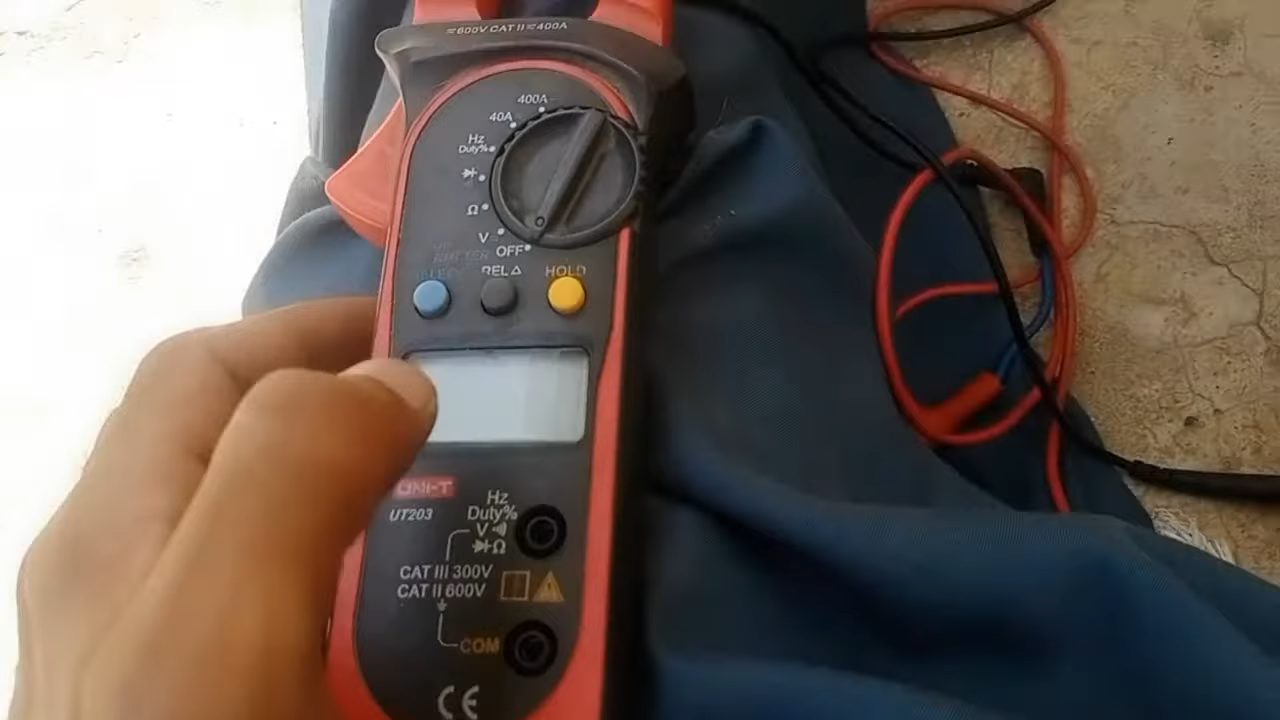 ≂600V CAT II ≂400A
400A
40A
Hz
Duty%
Ω
V
OFF
REL Δ
HOLD
UNI-T
UT203
Hz
Duty%
V
Ω
CAT III 300V
CAT II 600V
COM
CE